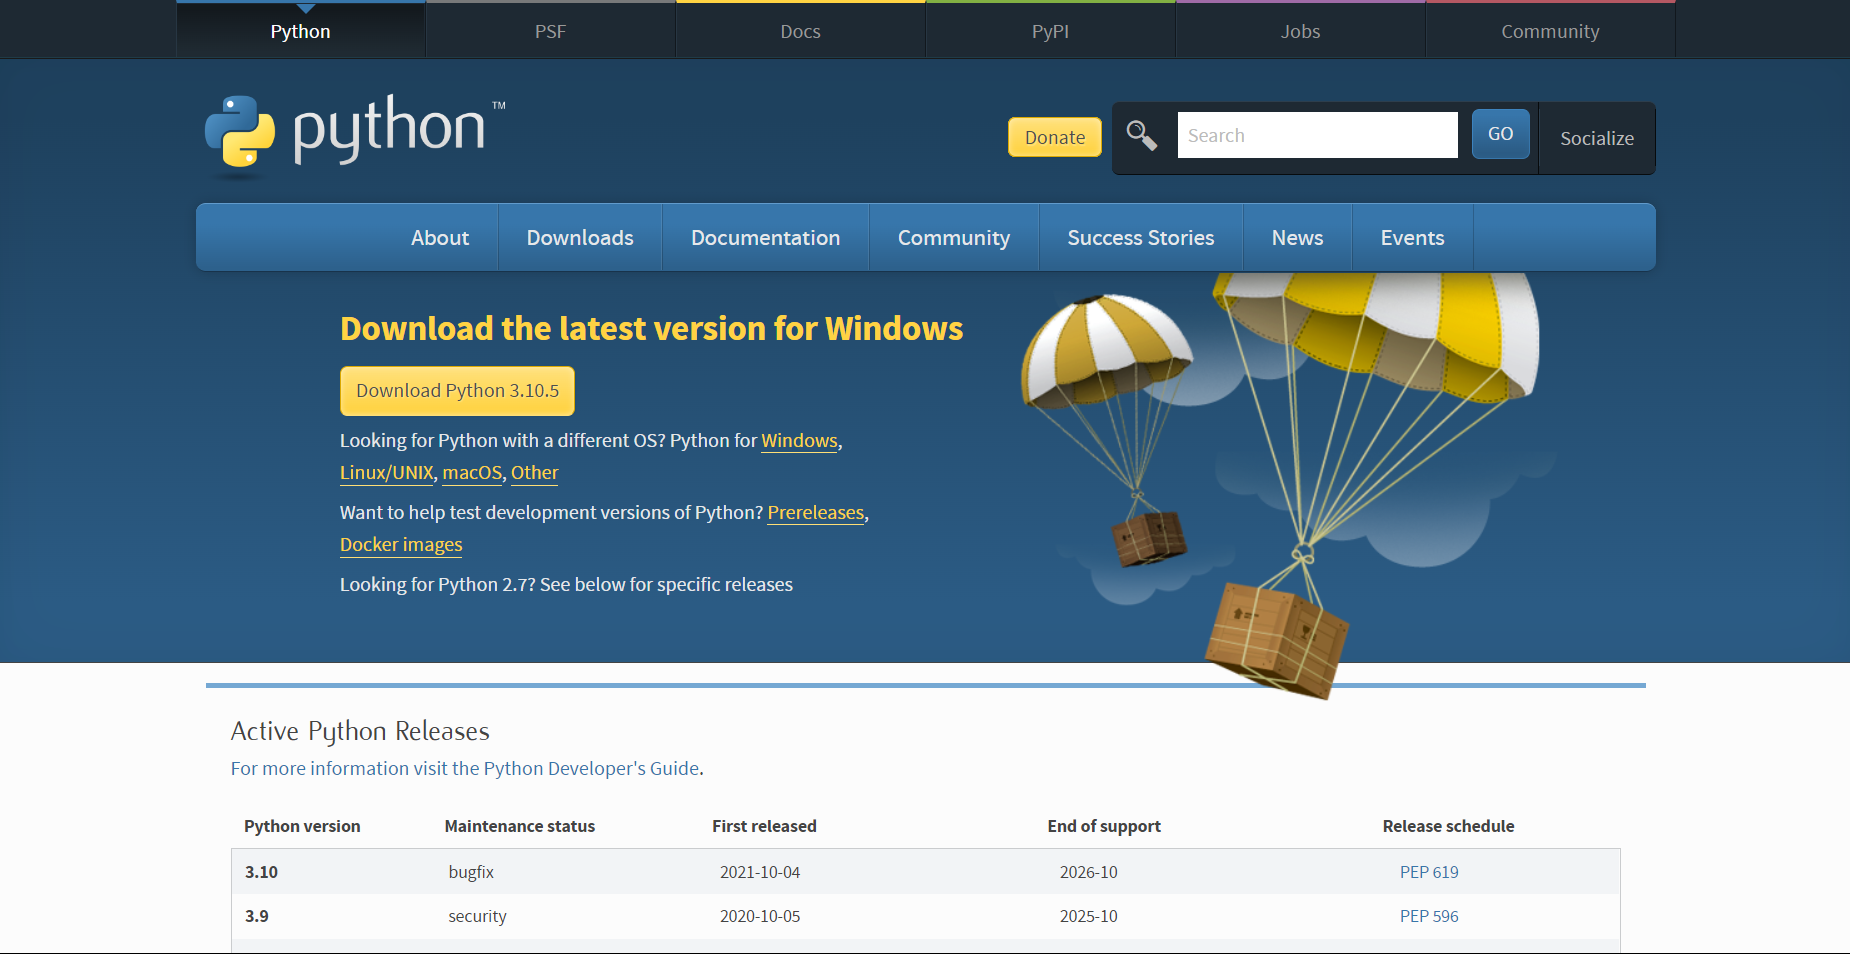 Python PSF Docs PyPI Jobs Community
python™
Donate Search GO Socialize
About Downloads Documentation Community Success Stories News Events
Download the latest version for Windows
Download Python 3.10.5
Looking for Python with a different OS? Python for Windows,
Linux/UNIX, macOS, Other
Want to help test development versions of Python? Prereleases,
Docker images
Looking for Python 2.7? See below for specific releases
Active Python Releases
For more information visit the Python Developer's Guide.
Python version Maintenance status First released End of support Release schedule
3.10 bugfix 2021-10-04 2026-10 PEP 619
3.9 security 2020-10-05 2025-10 PEP 596